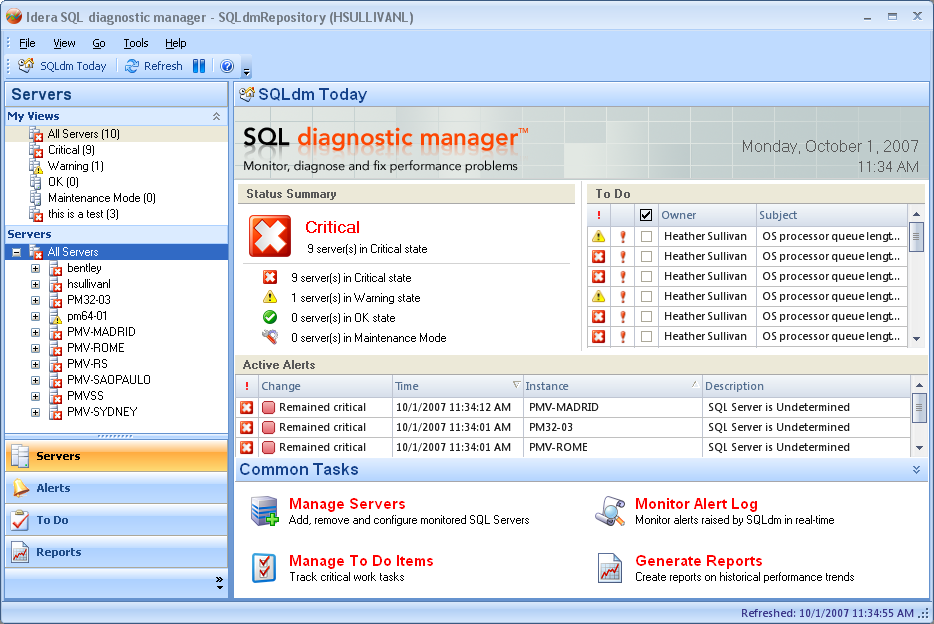 Idera SQL diagnostic manager - SQLdmRepository (HSULLIVANL)
File View Go Tools Help
SQLdm Today Refresh
Servers
My Views
All Servers (10)
Critical (9)
Warning (1)
OK (0)
Maintenance Mode (0)
this is a test (3)
Servers
All Servers
bentley
hsullivanl
PM32-03
pm64-01
PMV-MADRID
PMV-ROME
PMV-RS
PMV-SAOPAULO
PMVSS
PMV-SYDNEY
Servers
Alerts
To Do
Reports
SQLdm Today
SQL diagnostic manager™
Monitor, diagnose and fix performance problems
Monday, October 1, 2007
11:34 AM
Status Summary
Critical
9 server(s) in Critical state
9 server(s) in Critical state
1 server(s) in Warning state
0 server(s) in OK state
0 server(s) in Maintenance Mode
To Do
! Owner Subject
Heather Sullivan OS processor queue lengt...
Heather Sullivan OS processor queue lengt...
Heather Sullivan OS processor queue lengt...
Heather Sullivan OS processor queue lengt...
Heather Sullivan OS processor queue lengt...
Heather Sullivan OS processor queue lengt...
Active Alerts
! Change Time Instance Description
Remained critical 10/1/2007 11:34:12 AM PMV-MADRID SQL Server is Undetermined
Remained critical 10/1/2007 11:34:01 AM PM32-03 SQL Server is Undetermined
Remained critical 10/1/2007 11:34:01 AM PMV-ROME SQL Server is Undetermined
Common Tasks
Manage Servers
Add, remove and configure monitored SQL Servers
Monitor Alert Log
Monitor alerts raised by SQLdm in real-time
Manage To Do Items
Track critical work tasks
Generate Reports
Create reports on historical performance trends
Refreshed: 10/1/2007 11:34:55 AM